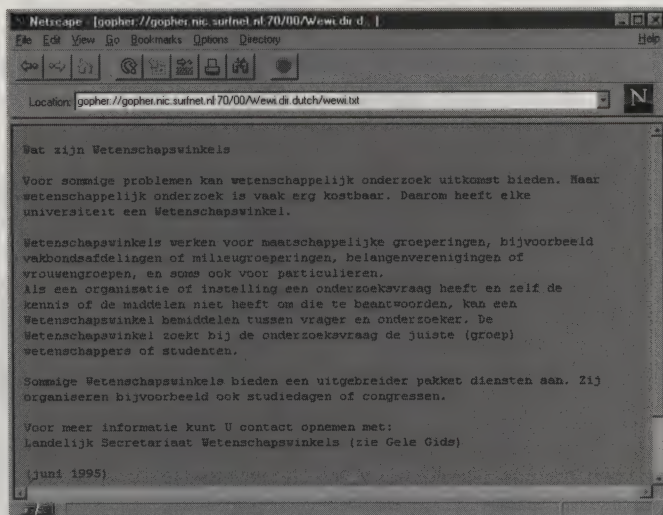 Netscape - [gopher://gopher.nic.surfnet.nl:70/00/Wewi.dir.d
File Edit View Go Bookmarks Options Directory Help
Location: gopher://gopher.nic.surfnet.nl:70/00/Wewi.dir.dutch/wewi.txt
N
Wat zijn Wetenschapswinkels
Voor sommige problemen kan wetenschappelijk onderzoek uitkomst bieden. Maar
wetenschappelijk onderzoek is vaak erg kostbaar. Daarom heeft elke
universiteit een Wetenschapswinkel.
Wetenschapswinkels werken voor maatschappelijke groeperingen, bijvoorbeeld
vakbondsafdelingen of milieugroeperingen, belangenverenigingen of
vrouwengroepen, en soms ook voor particulieren.
Als een organisatie of instelling een onderzoeksvraag heeft en zelf de
kennis of de middelen niet heeft om die te beantwoorden, kan een
Wetenschapswinkel bemiddelen tussen vrager en onderzoeker. De
Wetenschapswinkel zoekt bij de onderzoeksvraag de juiste (groep)
wetenschappers of studenten.
Sommige Wetenschapswinkels bieden een uitgebreider pakket diensten aan. Zij
organiseren bijvoorbeeld ook studiedagen of congressen.
Voor meer informatie kunt U contact opnemen met:
Landelijk Secretariaat Wetenschapswinkels (zie Gele Gids)
(juni 1995)